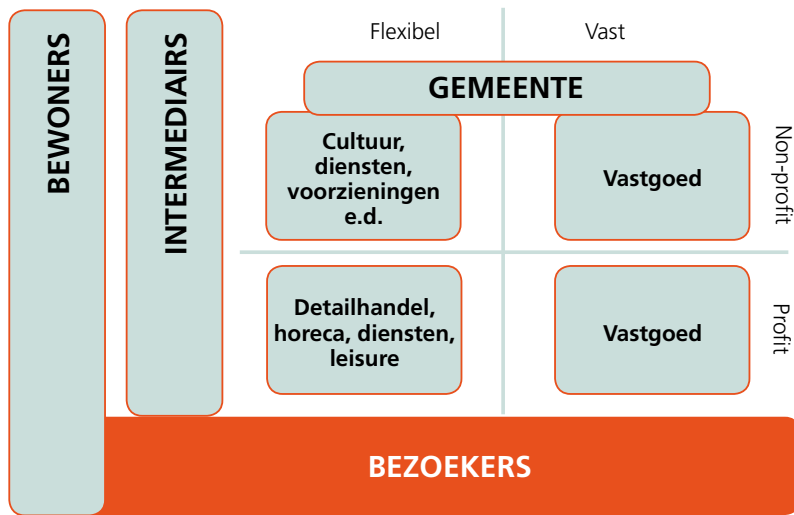 BEWONERS
INTERMEDIAIRS
Flexibel
Vast
GEMEENTE
Cultuur,
diensten,
voorzieningen
e.d.
Vastgoed
Non-profit
Detailhandel,
horeca, diensten,
leisure
Vastgoed
Profit
BEZOEKERS